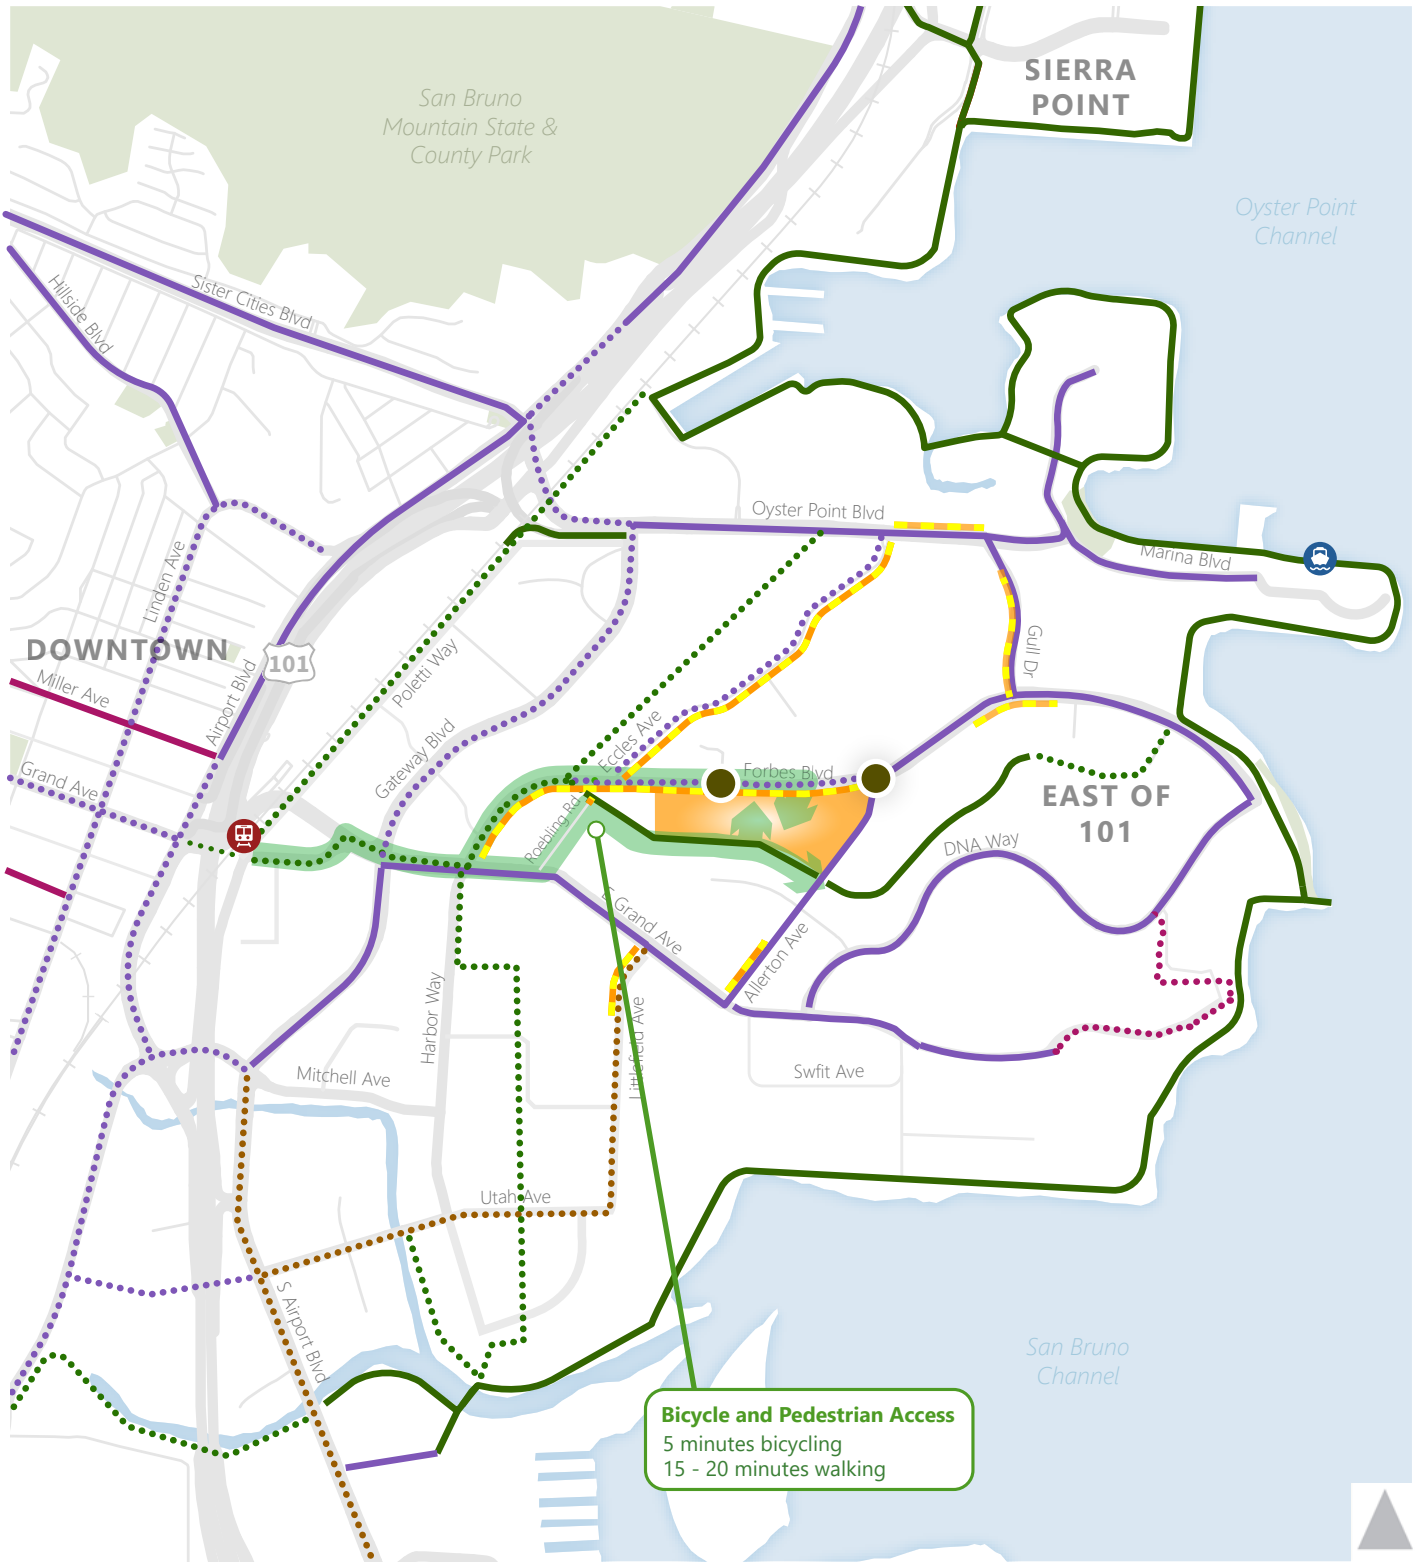 SIERRA
POINT
San Bruno
Mountain State &
County Park
Oyster Point
Channel
Sister Cities Blvd
Hillside Blvd
Oyster Point Blvd
Marina Blvd
Linden Ave
DOWNTOWN
101
Gull Dr
Poletti Way
Miller Ave
Airport Blvd
Eccles Ave
Gateway Blvd
Grand Ave
Forbes Blvd
EAST OF
101
Roebling Rd
DNA Way
E Grand Ave
Allerton Ave
Harbor Way
Littlefield Ave
Mitchell Ave
Swfit Ave
Utah Ave
S Airport Blvd
San Bruno
Channel
Bicycle and Pedestrian Access
5 minutes bicycling
15 - 20 minutes walking